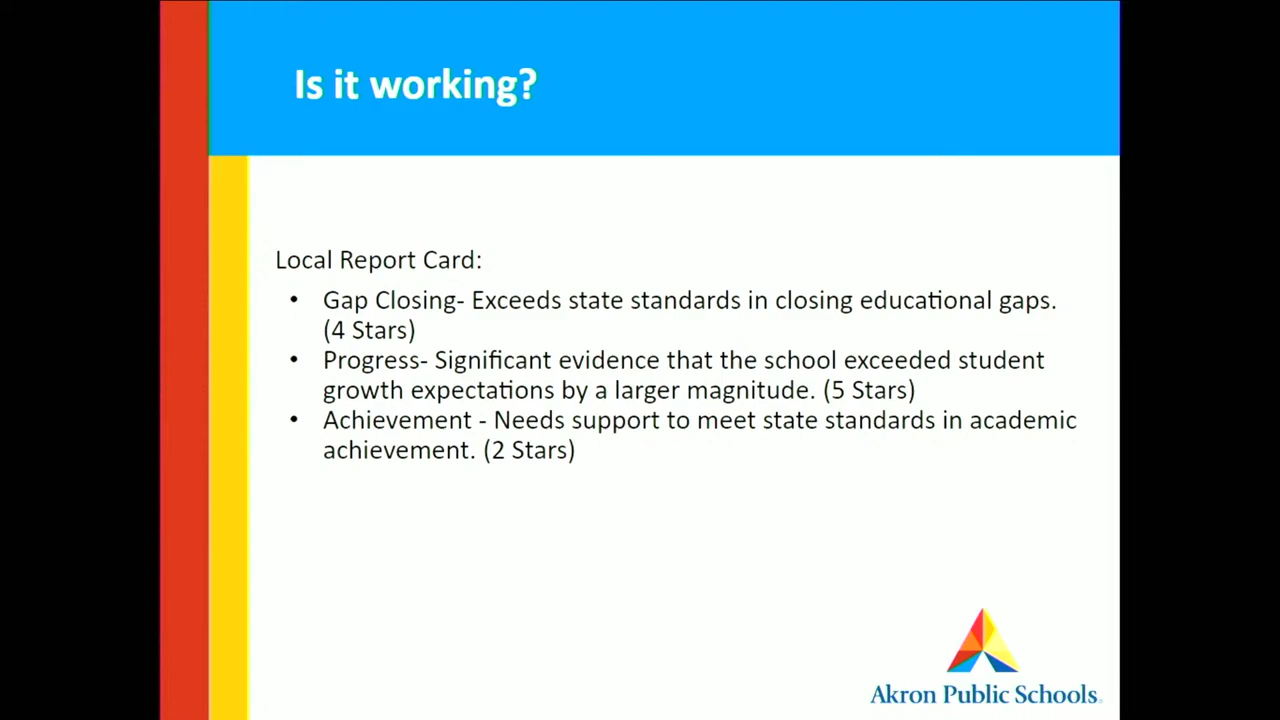 Is it working?
Local Report Card:
• Gap Closing- Exceeds state standards in closing educational gaps.
(4 Stars)
• Progress- Significant evidence that the school exceeded student
growth expectations by a larger magnitude. (5 Stars)
• Achievement - Needs support to meet state standards in academic
achievement. (2 Stars)
Akron Public Schools